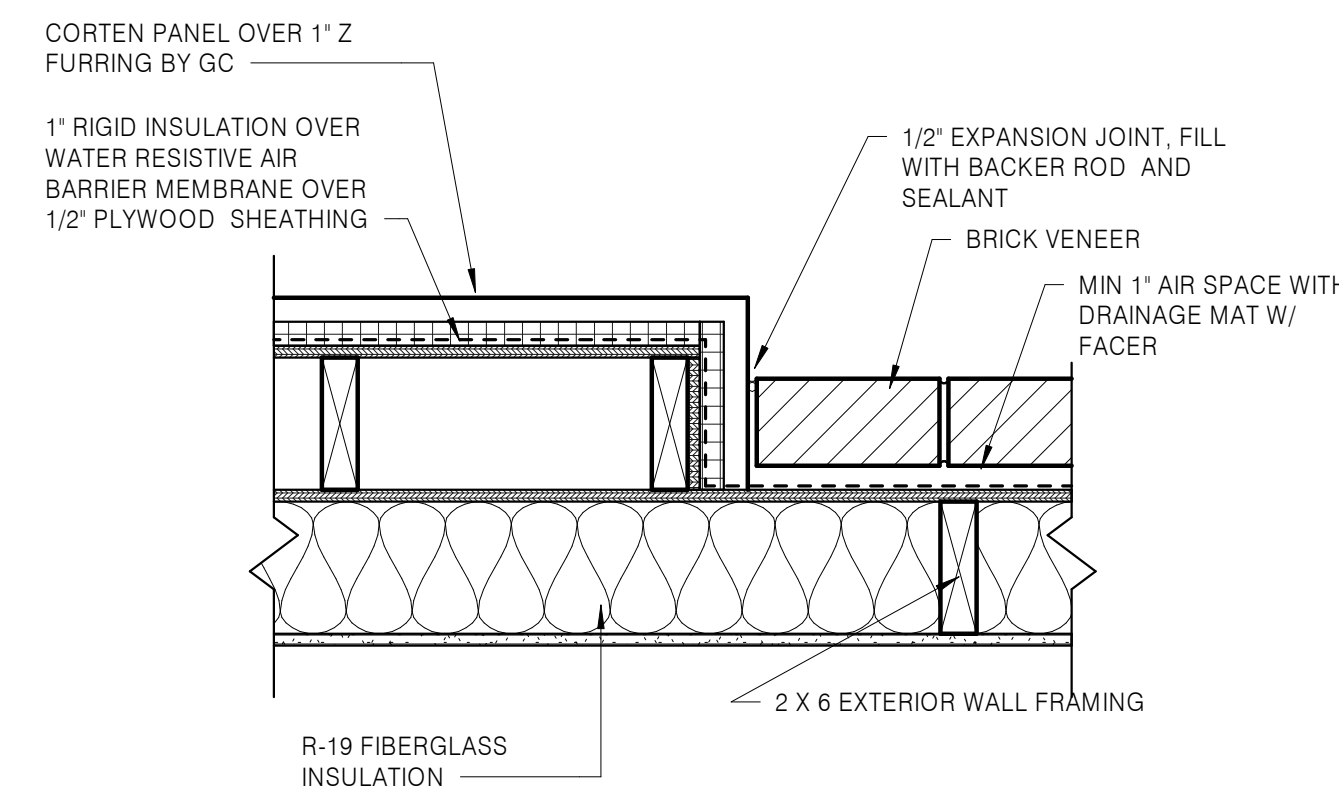 CORTEN PANEL OVER 1" Z
FURRING BY GC
1" RIGID INSULATION OVER
WATER RESISTIVE AIR
BARRIER MEMBRANE OVER
1/2" PLYWOOD SHEATHING
1/2" EXPANSION JOINT, FILL
WITH BACKER ROD AND
SEALANT
BRICK VENEER
MIN 1" AIR SPACE WITH
DRAINAGE MAT W/
FACER
2 X 6 EXTERIOR WALL FRAMING
R-19 FIBERGLASS
INSULATION